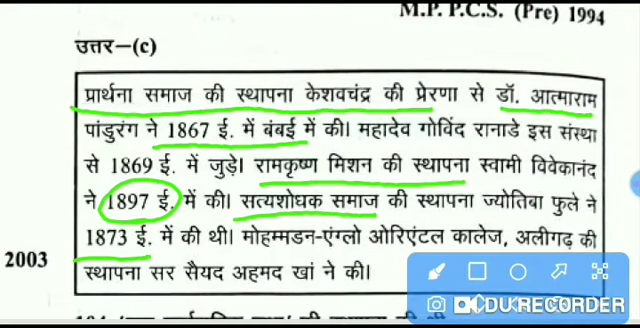 M.P. P.C.S. (Pre) 1994
उत्तर–(c)
प्रार्थना समाज की स्थापना केशवचंद्र की प्रेरणा से डॉ. आत्माराम
पांडुरंग ने 1867 ई. में बंबई में की। महादेव गोविंद रानाडे इस संस्था
से 1869 ई. में जुड़े। रामकृष्ण मिशन की स्थापना स्वामी विवेकानंद
ने 1897 ई. में की। सत्यशोधक समाज की स्थापना ज्योतिबा फुले ने
1873 ई. में की थी। मोहम्मडन-एंग्लो ओरिएंटल कालेज, अलीगढ़ की
2003
स्थापना सर सैयद अहमद खां ने की।
DU RECORDER